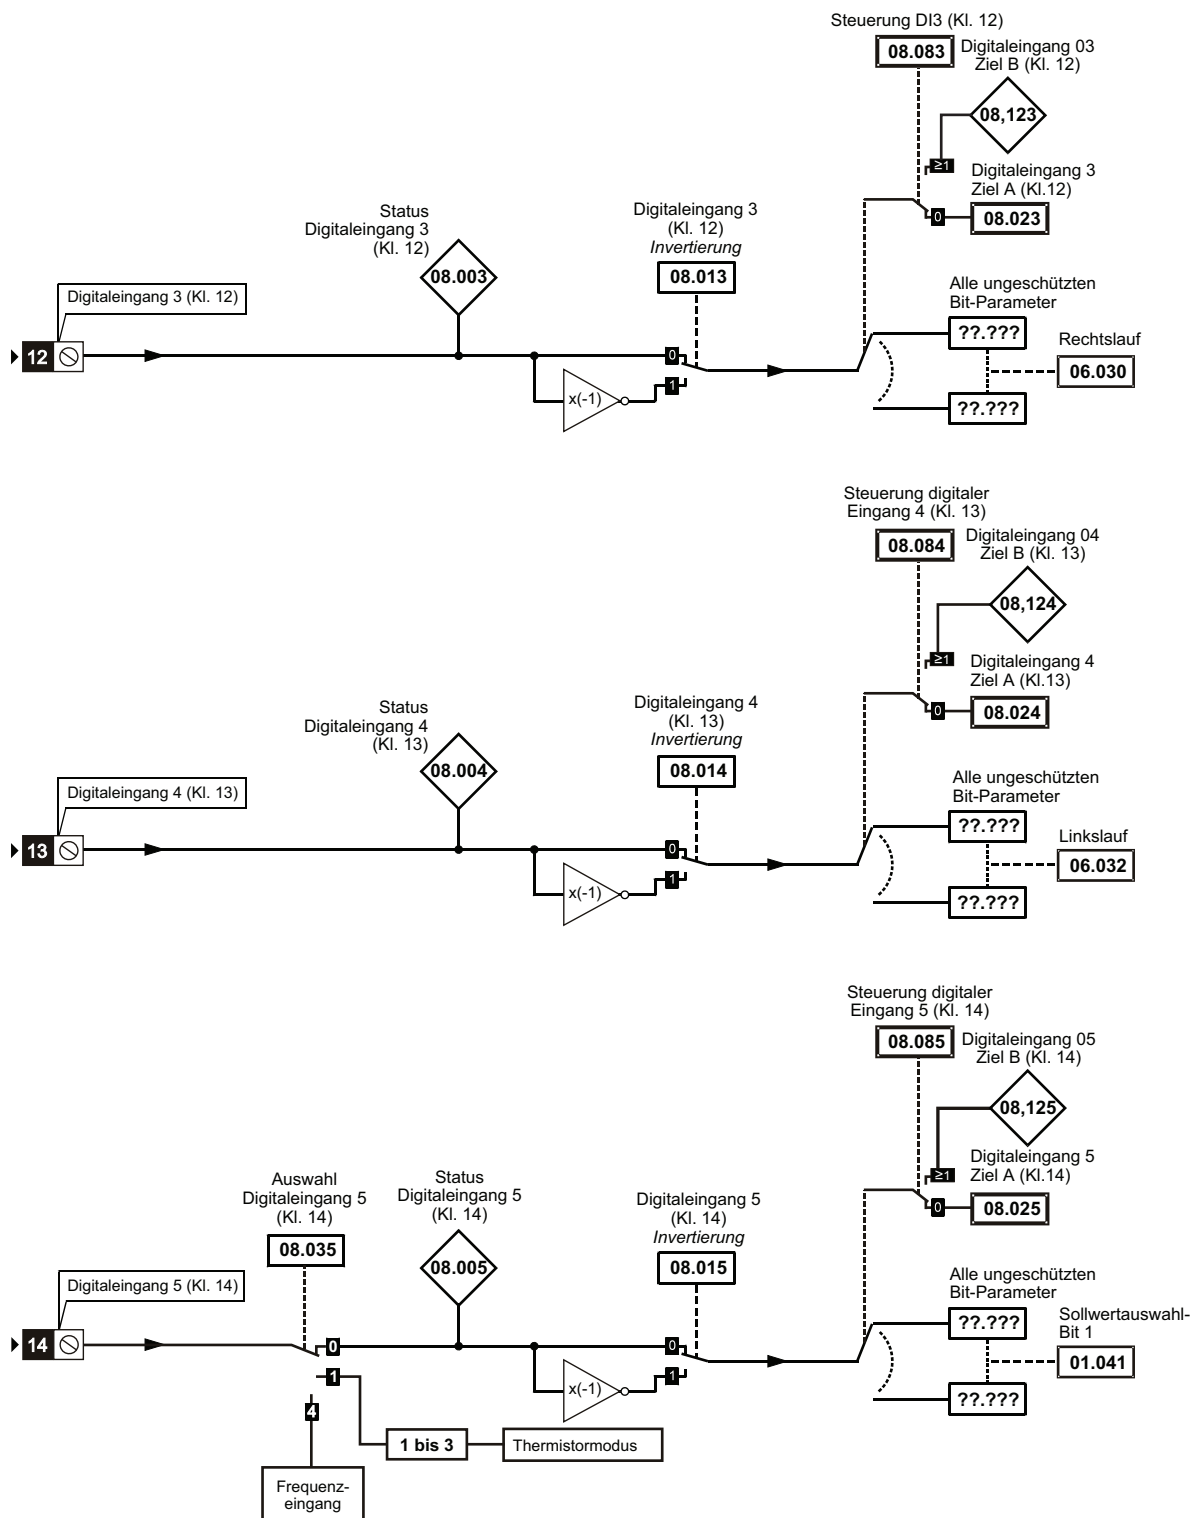 Steuerung DI3 (Kl. 12)
08.083
Digitaleingang 03
Ziel B (Kl. 12)
08,123
≥1
Digitaleingang 3
Ziel A (Kl.12)
0
08.023
Status
Digitaleingang 3
(Kl. 12)
08.003
Digitaleingang 3
(Kl. 12)
Invertierung
08.013
Digitaleingang 3 (Kl. 12)
12
0
1
x(-1)
Alle ungeschützten
Bit-Parameter
??.???
Rechtslauf
06.030
??.???
Steuerung digitaler
Eingang 4 (Kl. 13)
08.084
Digitaleingang 04
Ziel B (Kl. 13)
08,124
≥1
Digitaleingang 4
Ziel A (Kl.13)
0
08.024
Status
Digitaleingang 4
(Kl. 13)
08.004
Digitaleingang 4
(Kl. 13)
Invertierung
08.014
Digitaleingang 4 (Kl. 13)
13
0
1
x(-1)
Alle ungeschützten
Bit-Parameter
??.???
Linkslauf
06.032
??.???
Steuerung digitaler
Eingang 5 (Kl. 14)
08.085
Digitaleingang 05
Ziel B (Kl. 14)
08,125
≥1
Digitaleingang 5
Ziel A (Kl.14)
0
08.025
Auswahl
Digitaleingang 5
(Kl. 14)
08.035
Status
Digitaleingang 5
(Kl. 14)
08.005
Digitaleingang 5
(Kl. 14)
Invertierung
08.015
Digitaleingang 5 (Kl. 14)
14
0
1
4
0
1
x(-1)
Alle ungeschützten
Bit-Parameter
??.???
Sollwertauswahl-
Bit 1
01.041
??.???
1 bis 3
Thermistormodus
Frequenz-
eingang